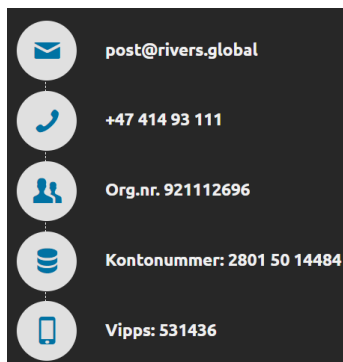 post@rivers.global
+47 414 93 111
Org.nr. 921112696
Kontonummer: 2801 50 14484
Vipps: 531436